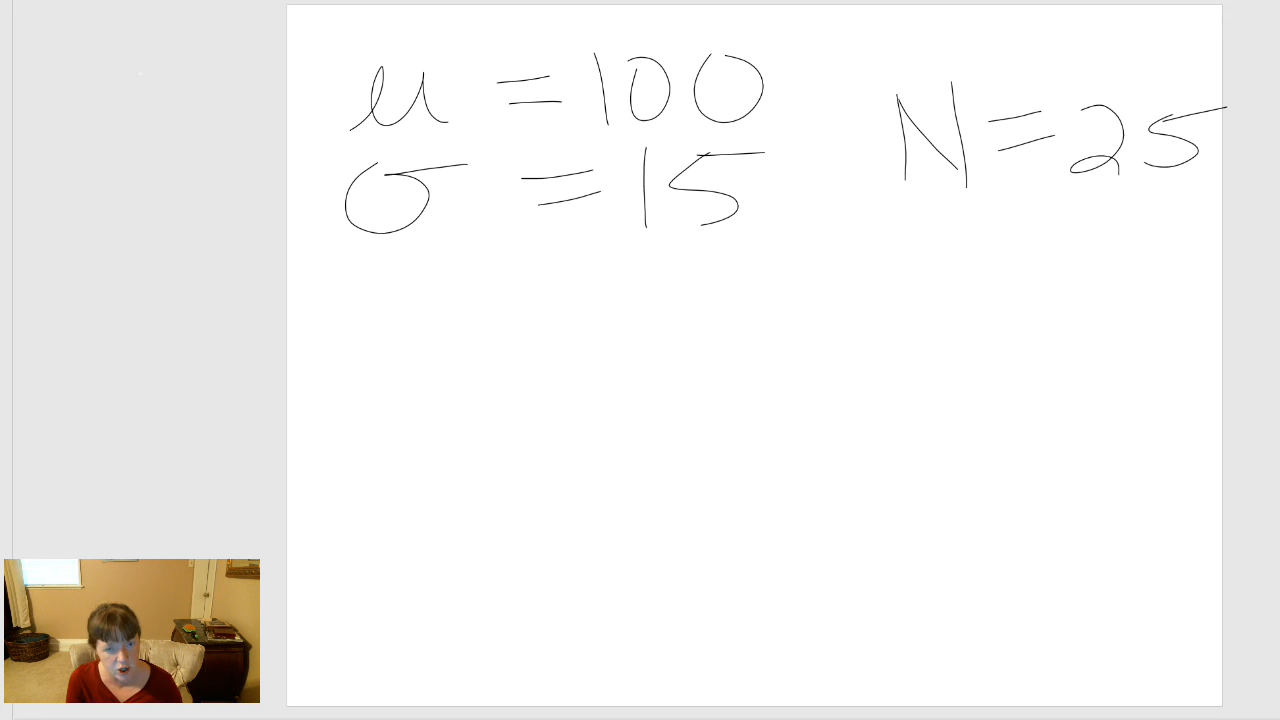 μ = 100
N = 25
σ = 15